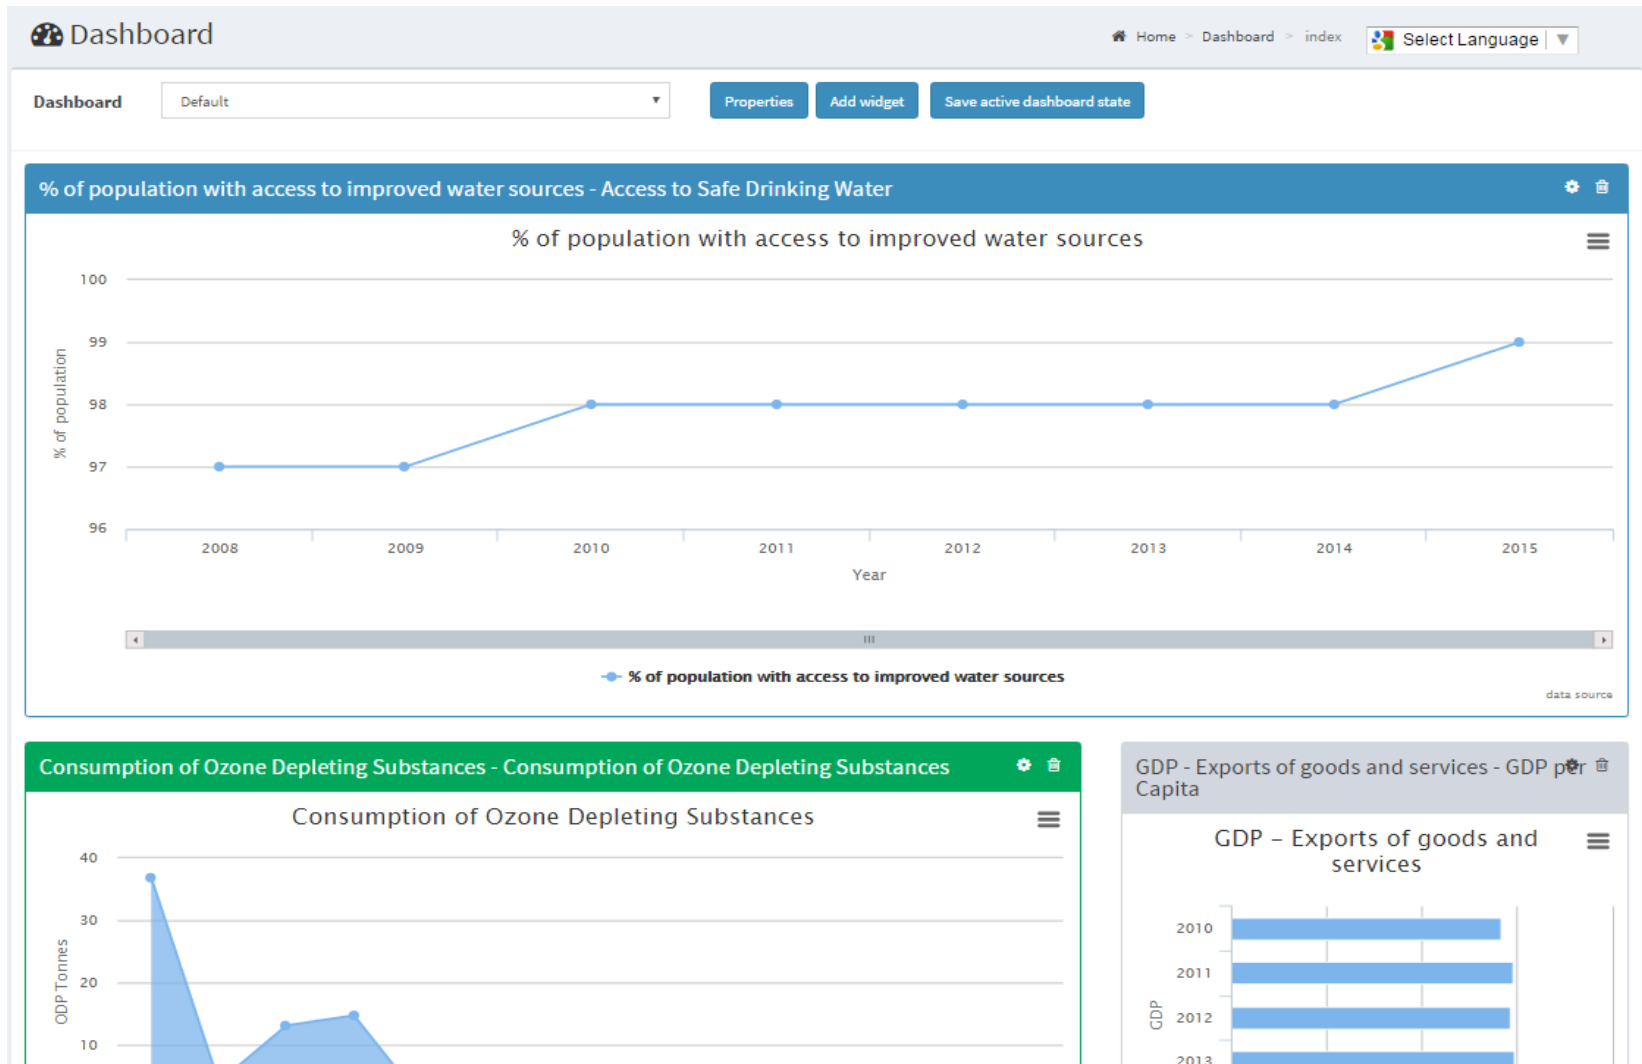 Dashboard
Home > Dashboard > index
Select Language ▼
Dashboard
Default
Properties
Add widget
Save active dashboard state
% of population with access to improved water sources - Access to Safe Drinking Water
% of population with access to improved water sources
100
99
98
97
96
% of population
2008 2009 2010 2011 2012 2013 2014 2015
Year
% of population with access to improved water sources
data source
Consumption of Ozone Depleting Substances - Consumption of Ozone Depleting Substances
Consumption of Ozone Depleting Substances
40
30
20
10
ODP Tonnes
GDP - Exports of goods and services - GDP per
Capita
GDP – Exports of goods and
services
2010
2011
2012
2013
GDP